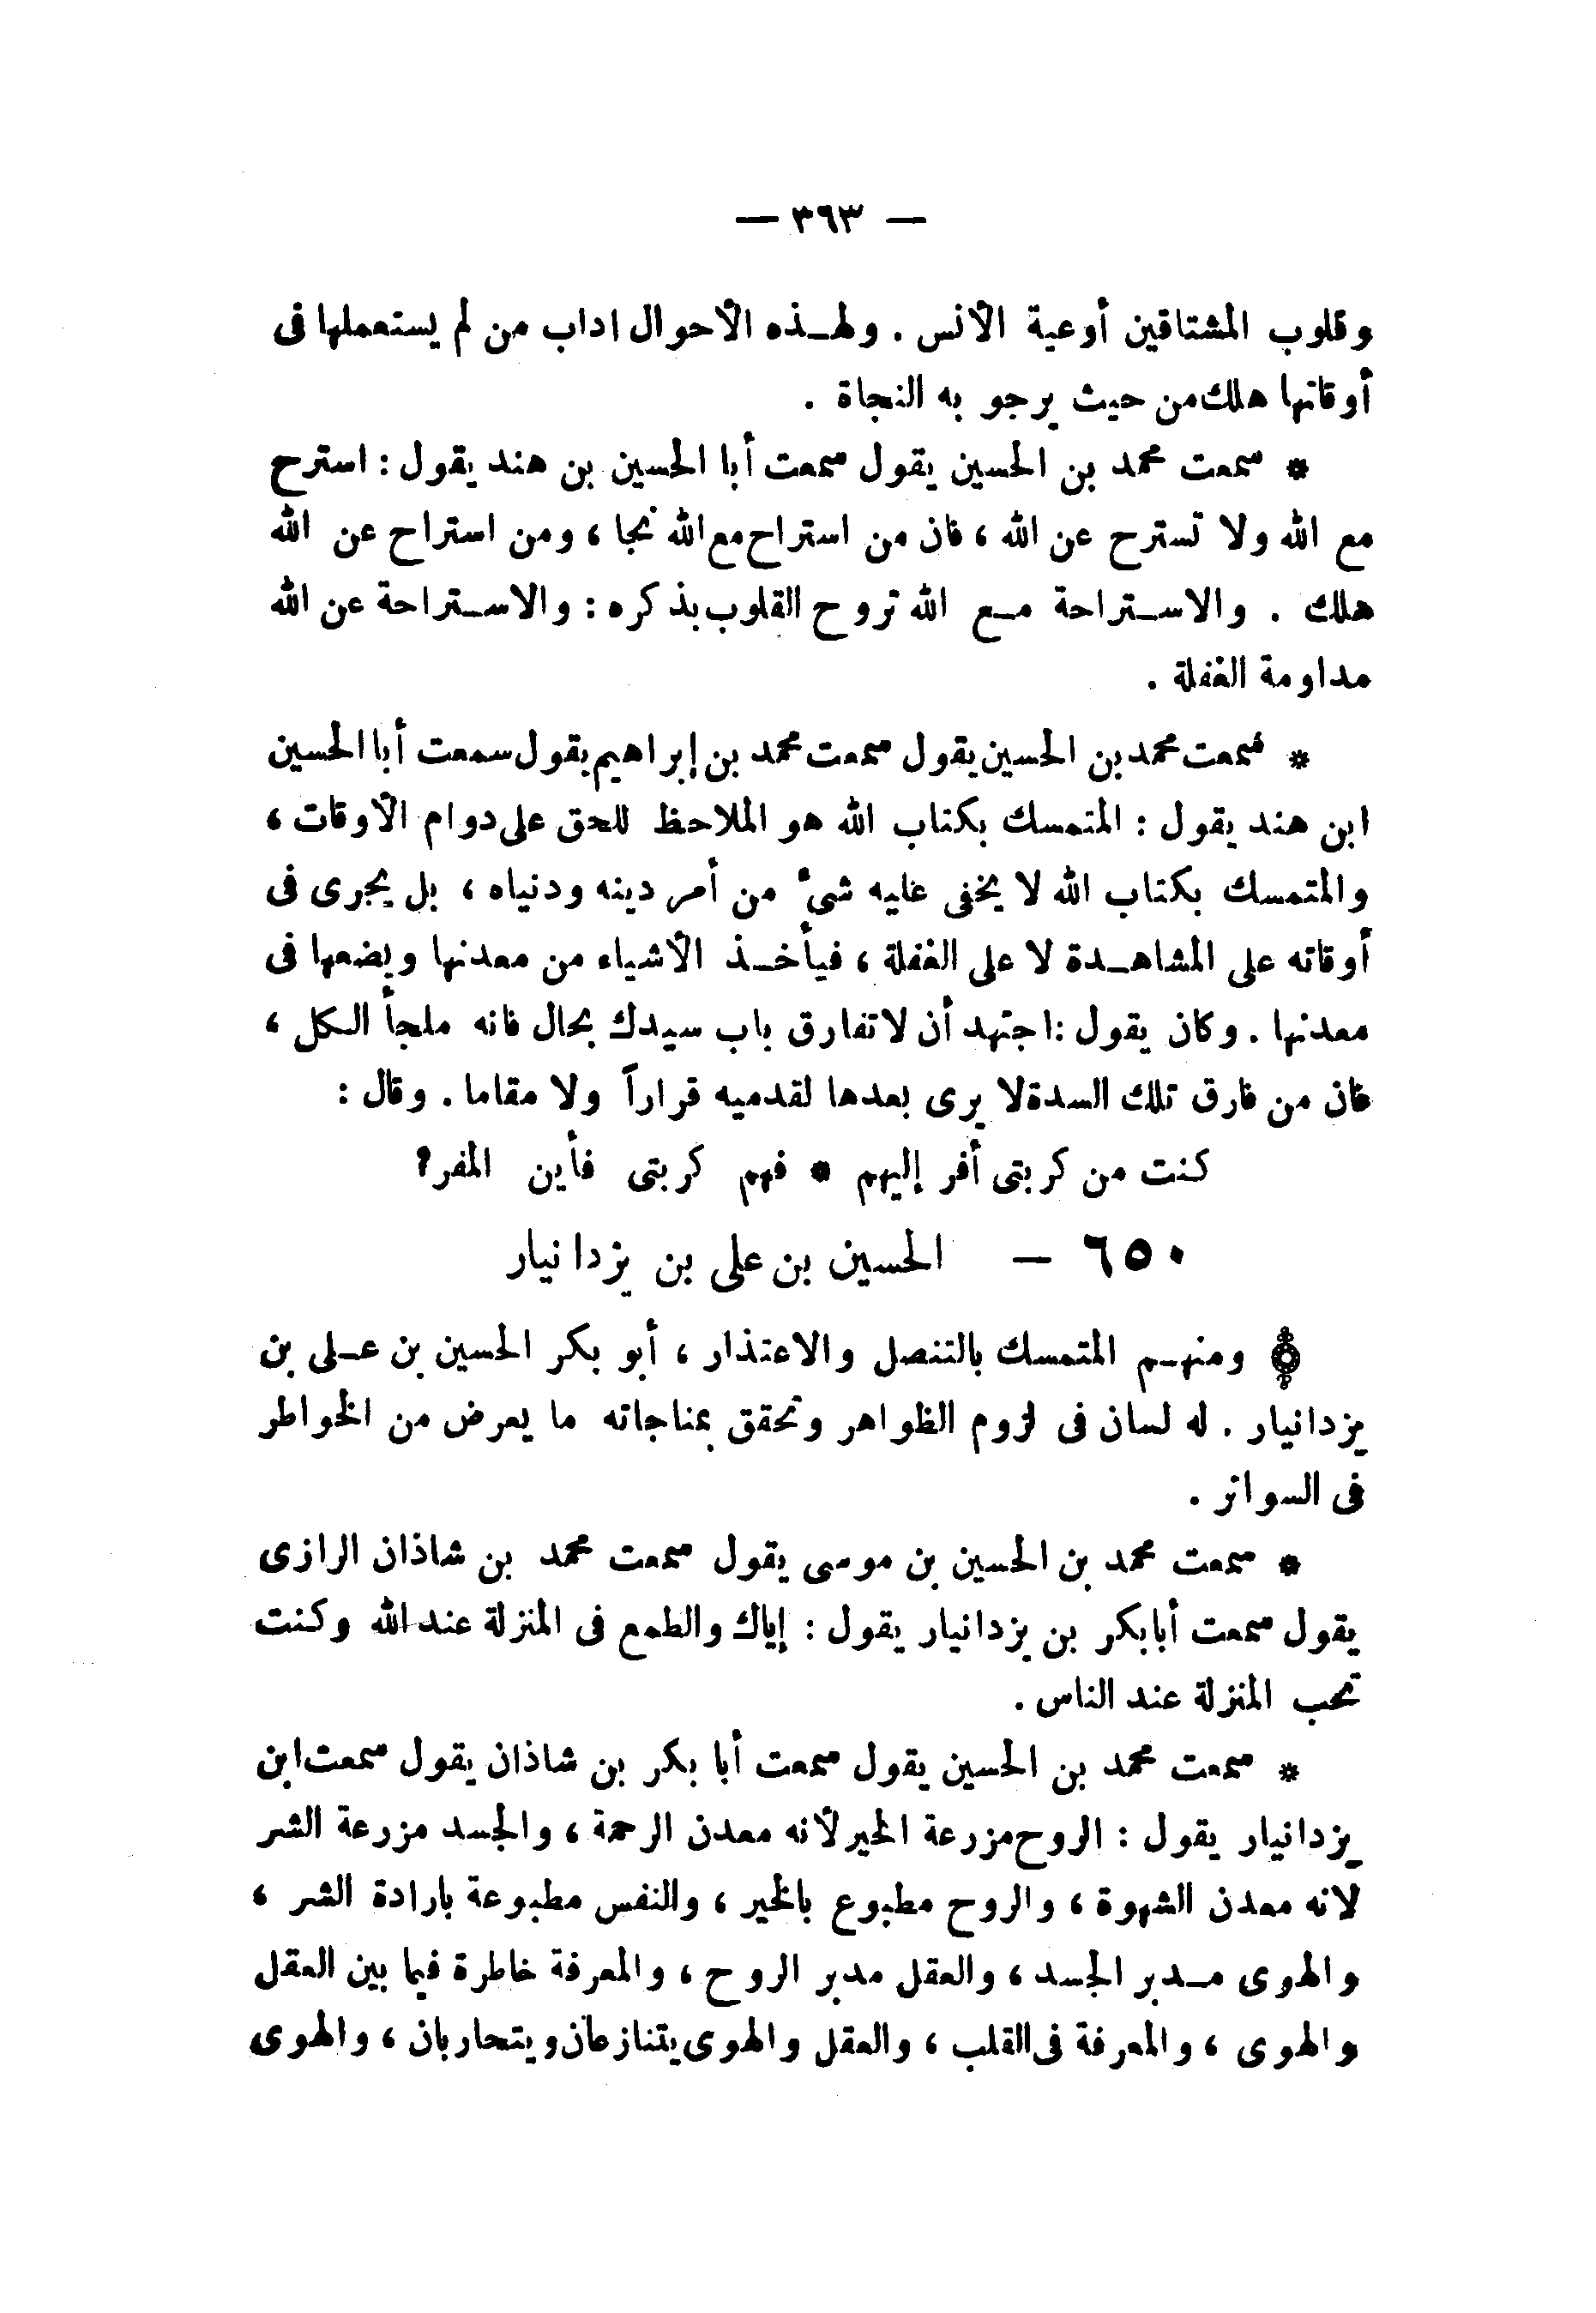 — ٣٦٣ —
وقلوب المشتاقين أوعية الأنس . ولهذه الأحوال اداب من لم يستعملها فى
أوقاتها هلك من حيث يرجو به النجاة .
* سمعت محمد بن الحسين يقول سمعت أبا الحسين بن هند يقول : استرح
مع الله ولا تسترح عن الله ، فان من استراح مع الله نجا ، ومن استراح عن الله
هلك . والاستراحة مع الله تروح القلوب بذكره : والاستراحة عن الله
مداومة الغفلة .
* سمعت محمد بن الحسين يقول سمعت محمد بن إبراهيم يقول سمعت أبا الحسين
ابن هند يقول : المتمسك بكتاب الله هو الملاحظ للحق على دوام الأوقات ،
والمتمسك بكتاب الله لا يخفى عليه شىء من أمر دينه ودنياه ، بل يجرى فى
أوقاته على المشاهدة لا على الغفلة ، فيأخذ الأشياء من معدنها ويضعها فى
معدنها . وكان يقول : اجتهد أن لا تفارق باب سيدك بحال فانه ملجأ الكل ،
فان من فارق تلك السدة لا يرى بعدها لقدميه قراراً ولا مقاما . وقال :
كنت من كربتى أفر إليهم * فهم كربتى فأين المفر؟
٦٥٠ — الحسين بن على بن يزدانيار
ومنهم المتمسك بالتنصل والاعتذار ، أبو بكر الحسين بن على بن
يزدانيار . له لسان فى لزوم الظواهر وتحقق بمناجاته ما يعرض من الخواطر
فى السواتر .
* سمعت محمد بن الحسين بن موسى يقول سمعت محمد بن شاذان الرازى
يقول سمعت أبا بكر بن يزدانيار يقول : إياك والطمع فى المنزلة عند الله وكنت
تحب المنزلة عند الناس .
* سمعت محمد بن الحسين يقول سمعت أبا بكر بن شاذان يقول سمعت ابن
يزدانيار يقول : الروح مزرعة الخير لأنه معدن الرحمة ، والجسد مزرعة الشر
لانه معدن الشهوة ، والروح مطبوع بالخير ، والنفس مطبوعة بارادة الشر ،
والهوى مدبر الجسد ، والعقل مدبر الروح ، والمعرفة خاطرة فيما بين العقل
والهوى ، والمعرفة فى القلب ، والعقل والهوى يتنازعان ويتحاربان ، والهوى